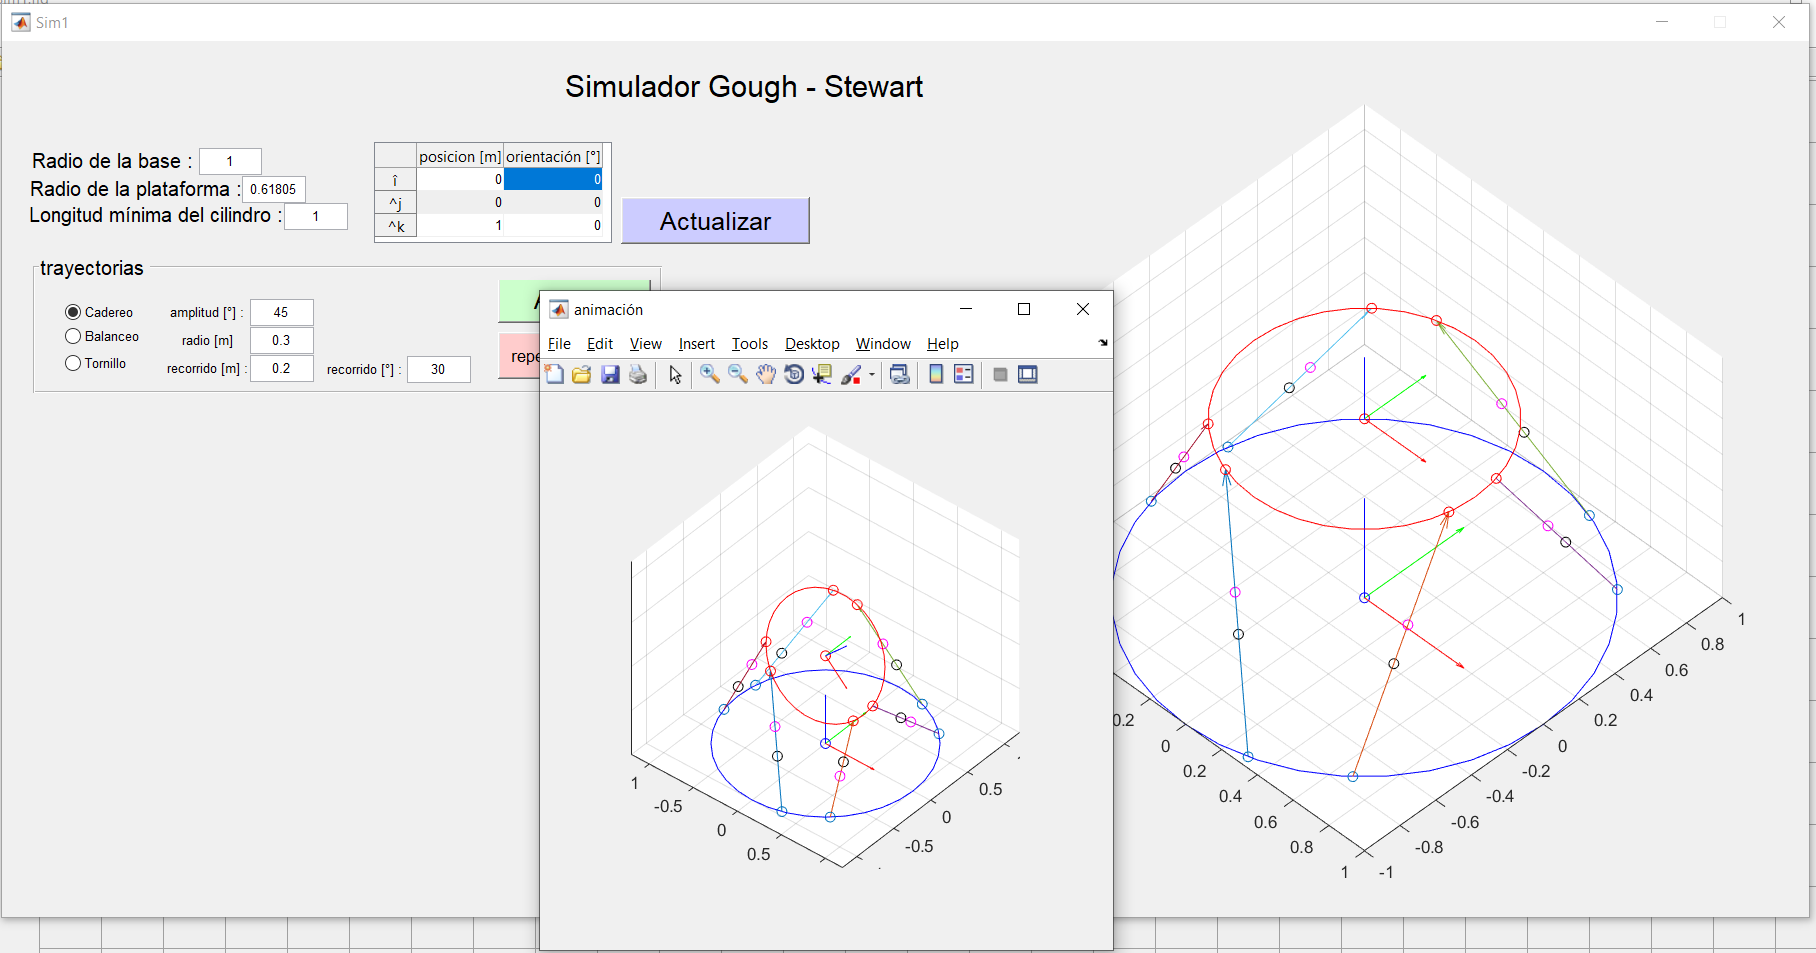 Sim1
Simulador Gough - Stewart
Radio de la base : 1
Radio de la plataforma : 0.61805
Longitud mínima del cilindro : 1
posicion [m] orientación [°]
î 0 0
^j 0 0
^k 1 0
Actualizar
trayectorias
Cadereo amplitud [°] : 45
Balanceo radio [m] 0.3
Tornillo recorrido [m] : 0.2 recorrido [°] : 30
animación
File Edit View Insert Tools Desktop Window Help
1
-0.5
0
0.5
-0.5
0
0.5
0.2
0
0.2
0.4
0.6
0.8
1
-1
-0.8
-0.6
-0.4
-0.2
0
0.2
0.4
0.6
0.8
1